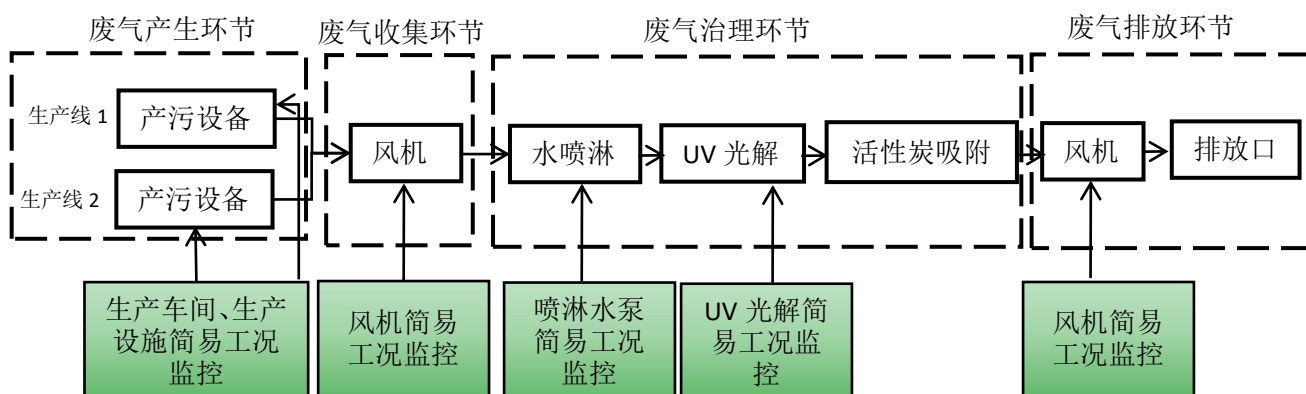 废气产生环节
废气收集环节
废气治理环节
废气排放环节
生产线 1
产污设备
风机
水喷淋
UV 光解
活性炭吸附
风机
排放口
生产线 2
产污设备
生产车间、生产
设施简易工况
监控
风机简易
工况监控
喷淋水泵
简易工况
监控
UV 光解简
易工况监
控
风机简易
工况监控